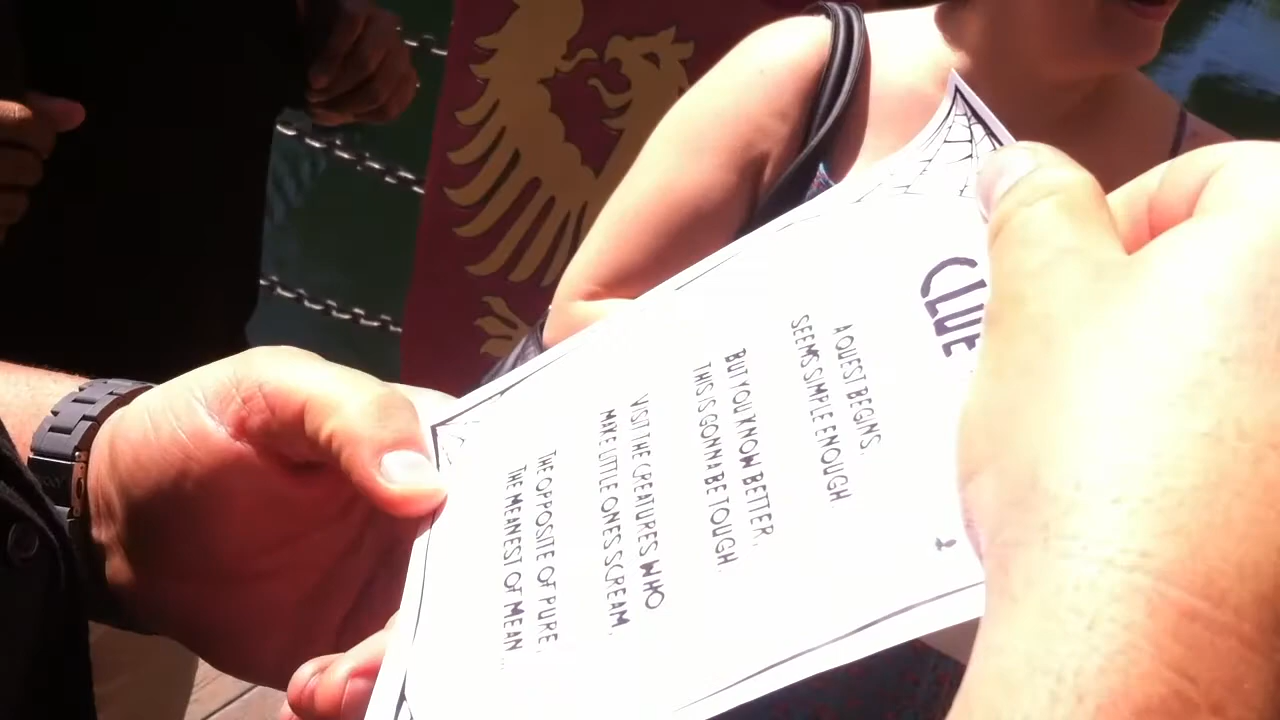 CLUE
A QUEST BEGINS.
SEEMS SIMPLE ENOUGH.
BUT YOU KNOW BETTER,
THIS IS GONNA BE TOUGH.
VISIT THE CREATURES WHO
MAKE LITTLE ONES SCREAM,
THE OPPOSITE OF PURE,
THE MEANEST OF MEAN...